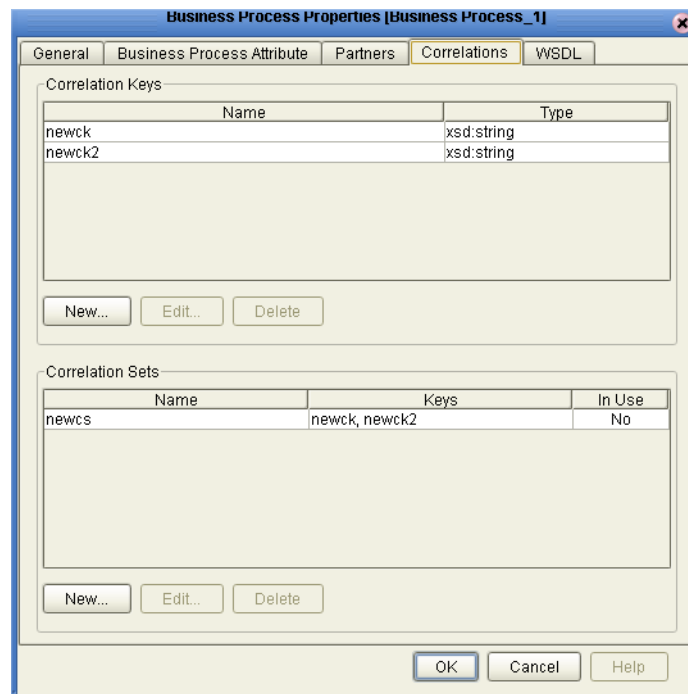 Business Process Properties [Business Process_1]
General Business Process Attribute Partners Correlations WSDL
Correlation Keys
Name Type
newck xsd:string
newck2 xsd:string
New... Edit... Delete
Correlation Sets
Name Keys In Use
newcs newck, newck2 No
New... Edit... Delete
OK Cancel Help